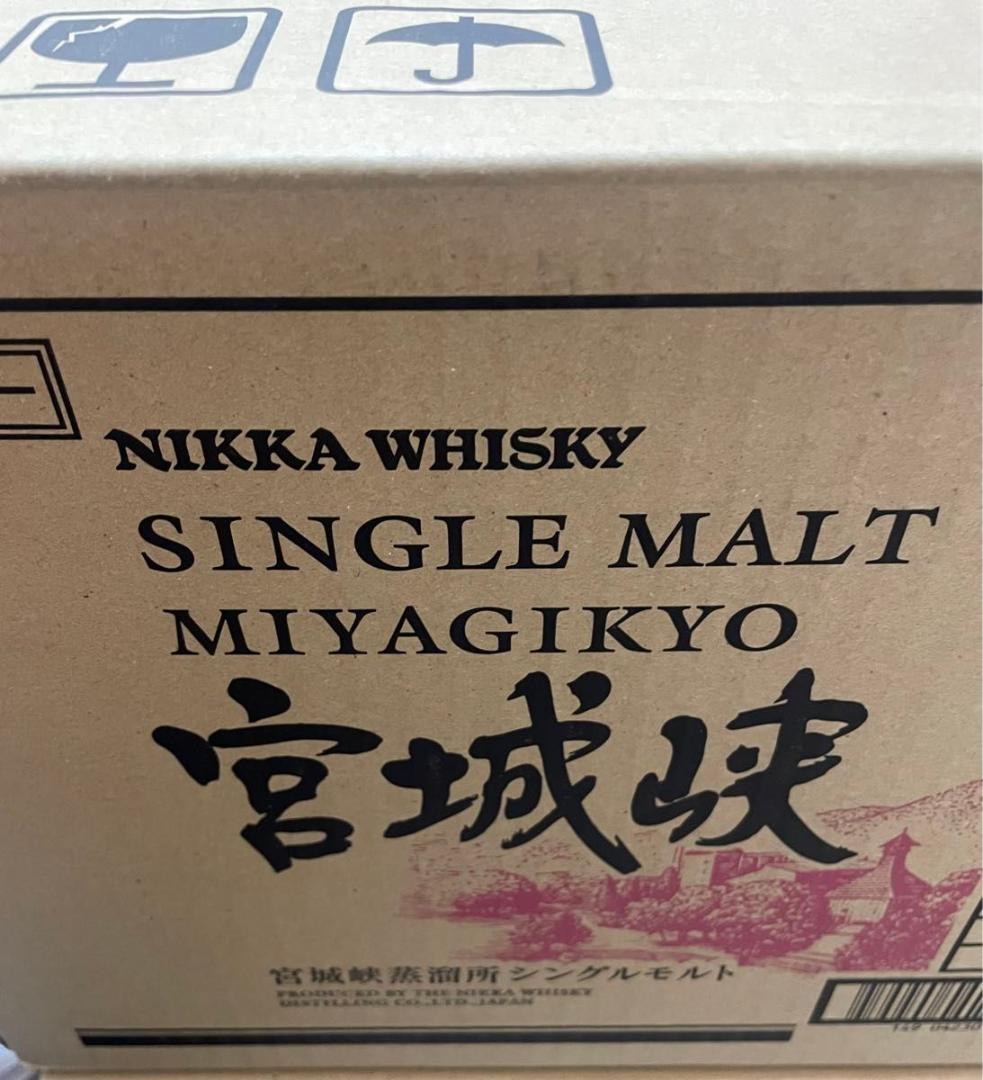 NIKKA WHISKY
SINGLE MALT
MIYAGIKYO
宮城峡
宮城峡蒸溜所シングルモルト
PRODUCED BY THE NIKKA WHISKY
DISTILLING CO.,LTD. JAPAN